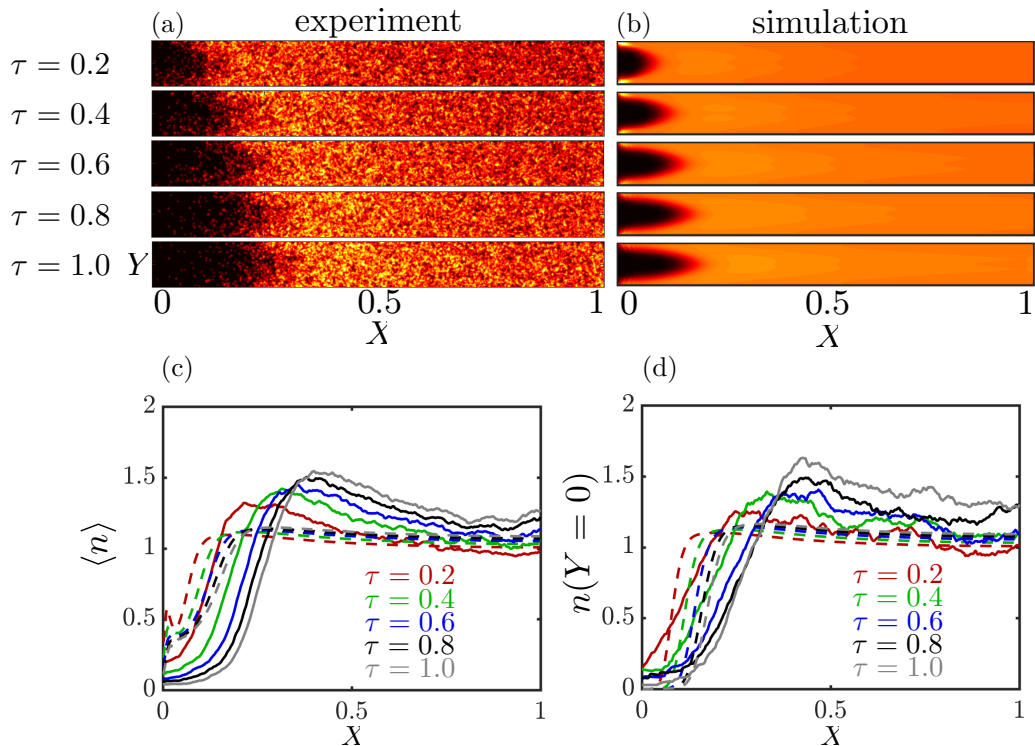 (a) experiment (b) simulation
τ = 0.2
τ = 0.4
τ = 0.6
τ = 0.8
τ = 1.0 Y
0 0.5 1 0 0.5 1
X X
(c) (d)
2 2
1.5 1.5
1 1
0.5 0.5
0 0
⟨n⟩ n(Y = 0)
τ = 0.2 τ = 0.2
τ = 0.4 τ = 0.4
τ = 0.6 τ = 0.6
τ = 0.8 τ = 0.8
τ = 1.0 τ = 1.0
0 0.5 1 0 0.5 1
X X